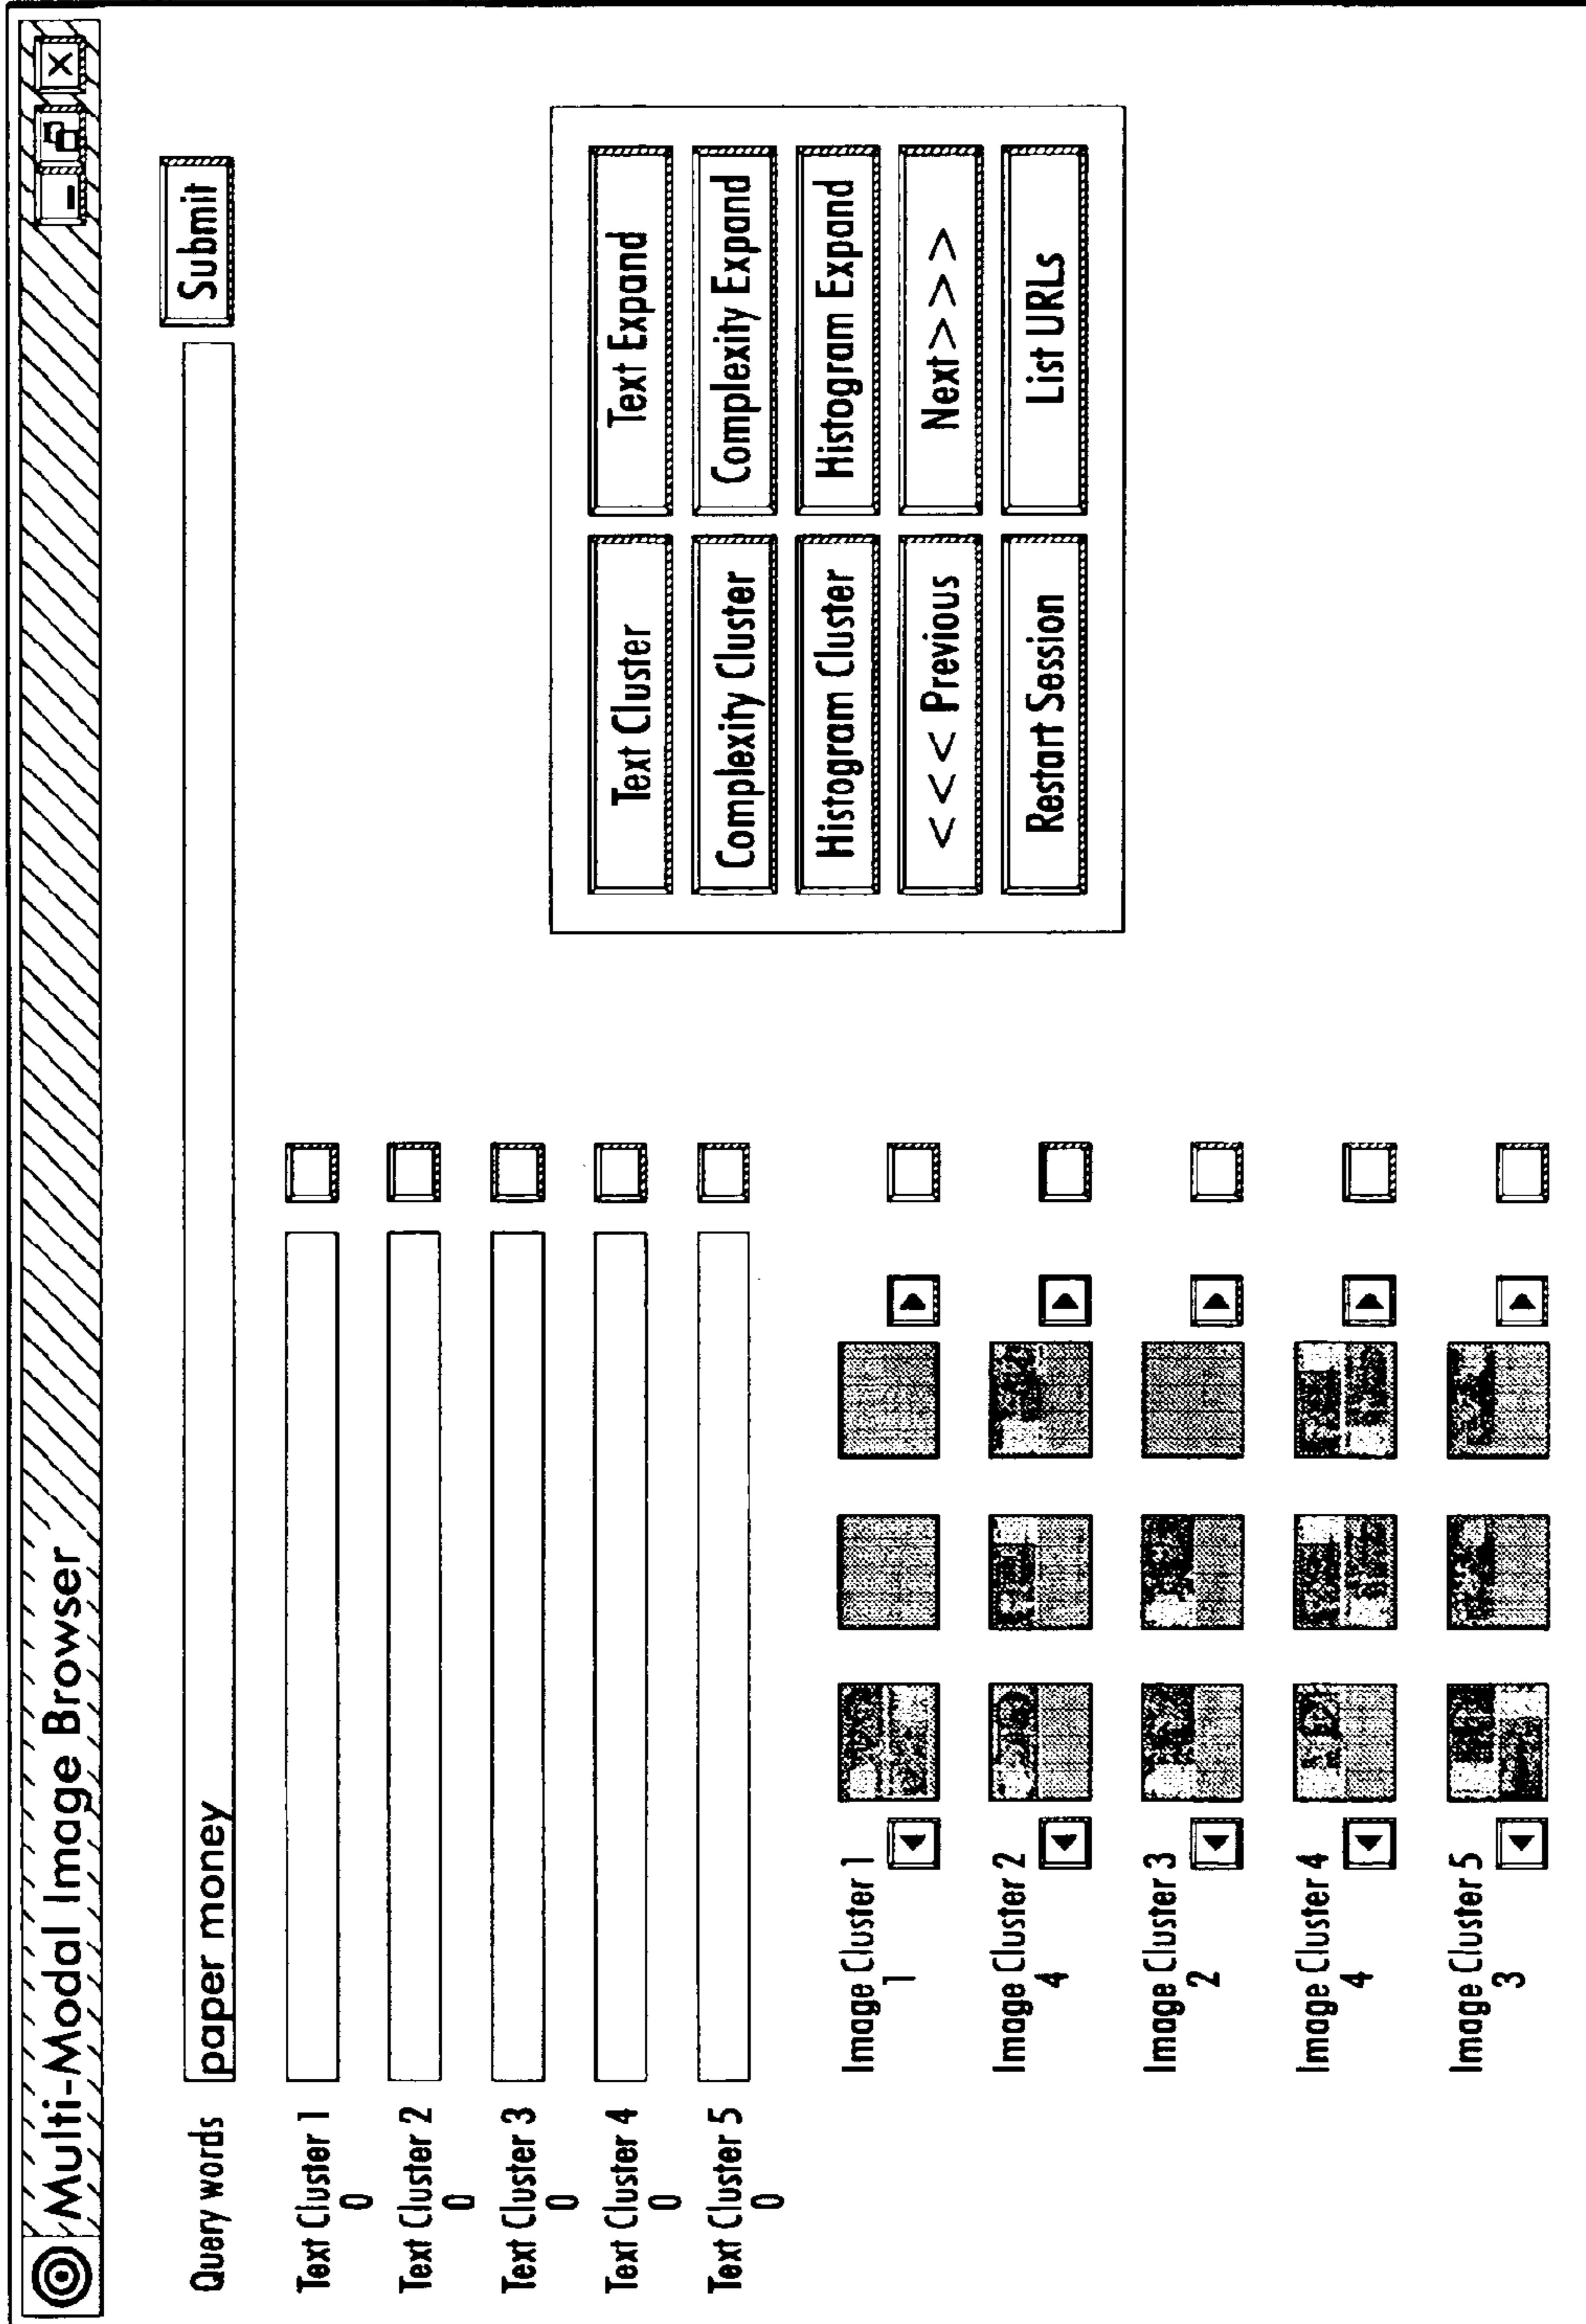 Multi-Modal Image Browser
Query words paper money Submit
Text Cluster 1
0
Text Cluster 2
0
Text Cluster 3
0
Text Cluster 4
0
Text Cluster 5
0
Text Cluster Text Expand
Complexity Cluster Complexity Expand
Histogram Cluster Histogram Expand
<<<< Previous Next>>>>
Restart Session List URLs
Image Cluster 1
1
Image Cluster 2
4
Image Cluster 3
2
Image Cluster 4
4
Image Cluster 5
3